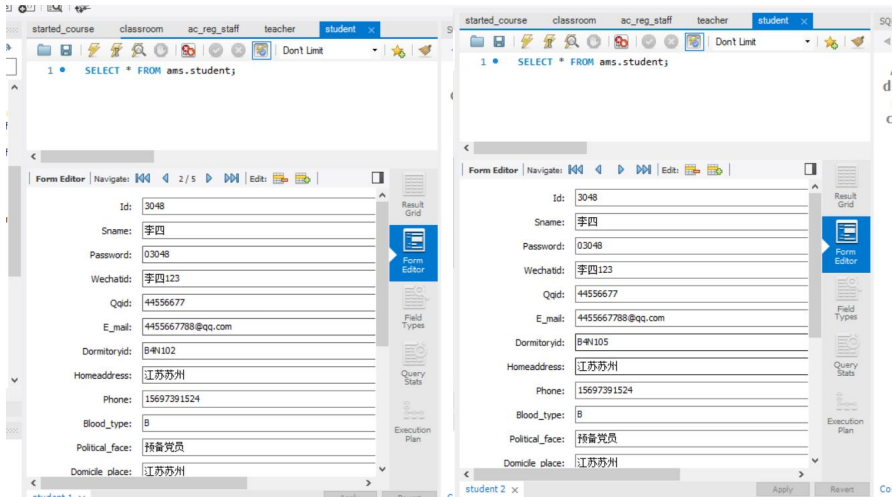 started_course classroom ac_reg_staff teacher student ×
Don't Limit
1 SELECT * FROM ams.student;
Form Editor Navigate: 2/5 Edit:
Id: 3048
Sname: 李四
Password: 03048
Wechatid: 李四123
Qqid: 44556677
E_mail: 4455667788@qq.com
Dormitoryid: B4N102
Homeaddress: 江苏苏州
Phone: 15697391524
Blood_type: B
Political_face: 预备党员
Domicile_place: 江苏苏州
Result
Grid
Form
Editor
Field
Types
Query
Stats
Execution
Plan
started_course classroom ac_reg_staff teacher student ×
Don't Limit
1 SELECT * FROM ams.student;
Form Editor Navigate: Edit:
Id: 3048
Sname: 李四
Password: 03048
Wechatid: 李四123
Qqid: 44556677
E_mail: 4455667788@qq.com
Dormitoryid: B4N105
Homeaddress: 江苏苏州
Phone: 15697391524
Blood_type: B
Political_face: 预备党员
Domicile_place: 江苏苏州
Result
Grid
Form
Editor
Field
Types
Query
Stats
Execution
Plan
student 2 × Apply Revert